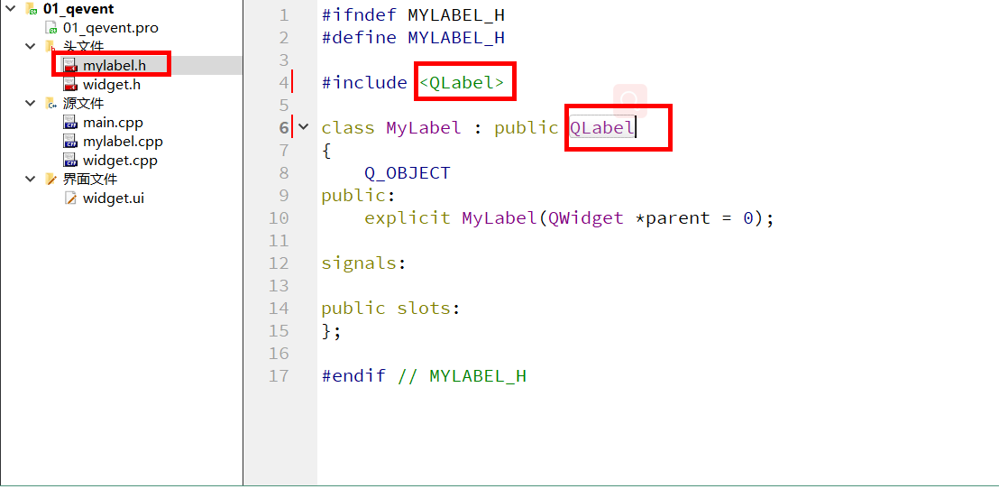 01_qevent
01_qevent.pro
头文件
mylabel.h
widget.h
源文件
main.cpp
mylabel.cpp
widget.cpp
界面文件
widget.ui
1 #ifndef MYLABEL_H
2 #define MYLABEL_H
3
4 #include <QLabel>
5
6 class MyLabel : public QLabel
7 {
8     Q_OBJECT
9 public:
10     explicit MyLabel(QWidget *parent = 0);
11
12 signals:
13
14 public slots:
15 };
16
17 #endif // MYLABEL_H